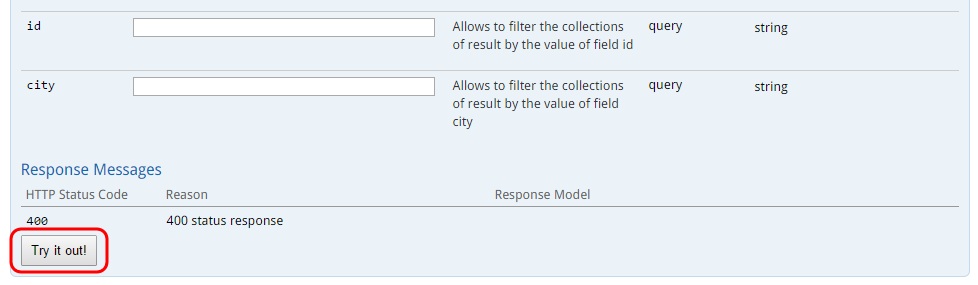 id Allows to filter the collections query string
of result by the value of field id
city Allows to filter the collections query string
of result by the value of field
city
Response Messages
HTTP Status Code Reason Response Model
400 400 status response
Try it out!